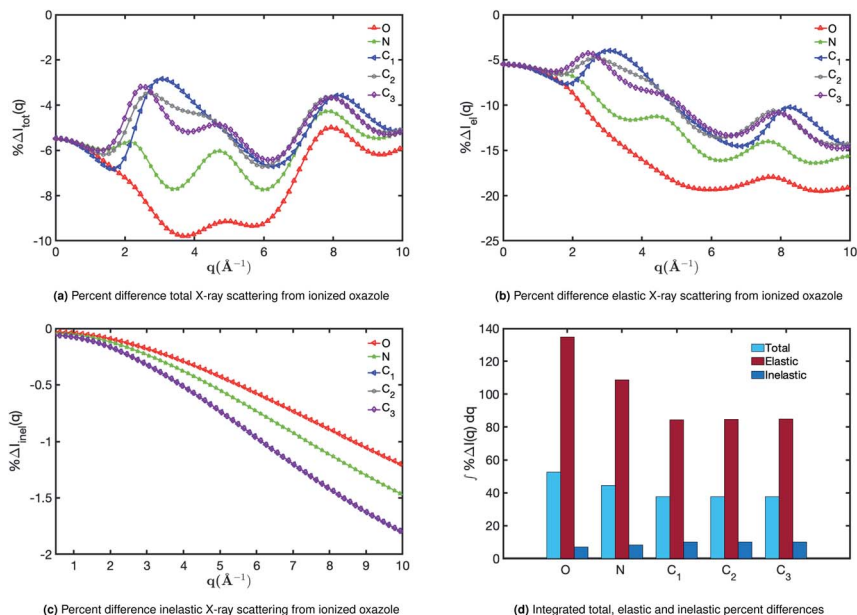 0
-2
-4
-6
-8
-10
%ΔI_tot(q)
0 2 4 6 8 10
q(Å⁻¹)
O
N
C₁
C₂
C₃
(a) Percent difference total X-ray scattering from ionized oxazole
0
-5
-10
-15
-20
-25
%ΔI_el(q)
0 2 4 6 8 10
q(Å⁻¹)
O
N
C₁
C₂
C₃
(b) Percent difference elastic X-ray scattering from ionized oxazole
0
-0.5
-1
-1.5
-2
%ΔI_inel(q)
1 2 3 4 5 6 7 8 9 10
q(Å⁻¹)
O
N
C₁
C₂
C₃
(c) Percent difference inelastic X-ray scattering from ionized oxazole
140
120
100
80
60
40
20
0
∫ %ΔI(q) dq
O N C₁ C₂ C₃
Total
Elastic
Inelastic
(d) Integrated total, elastic and inelastic percent differences